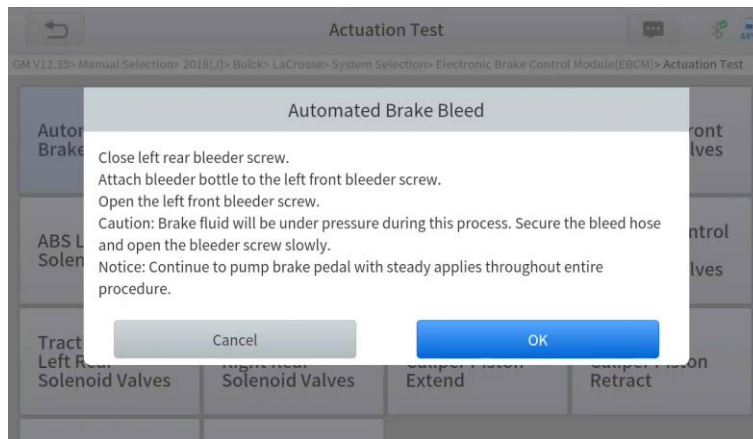 Actuation Test
GM V12.35> Manual Selection> 2018(J)> Buick> LaCrosse> System Selection> Electronic Brake Control Module(EBCM)> Actuation Test
Automated Brake Bleed
Close left rear bleeder screw.
Attach bleeder bottle to the left front bleeder screw.
Open the left front bleeder screw.
Caution: Brake fluid will be under pressure during this process. Secure the bleed hose
and open the bleeder screw slowly.
Notice: Continue to pump brake pedal with steady applies throughout entire
procedure.
Cancel
OK
ABS L
Solenoid Valves
Solenoid Valves
Extend
Retract